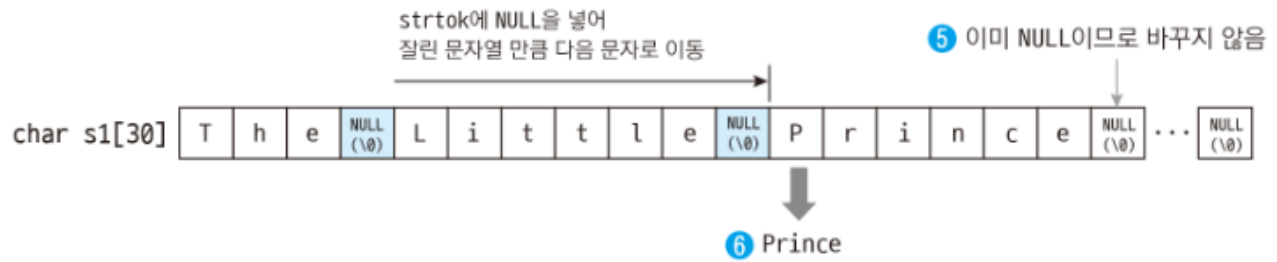 strtok에 NULL을 넣어
잘린 문자열 만큼 다음 문자로 이동
5 이미 NULL이므로 바꾸지 않음
char s1[30] T h e NULL (\0) L i t t l e NULL (\0) P r i n c e NULL (\0) ... NULL (\0)
6 Prince